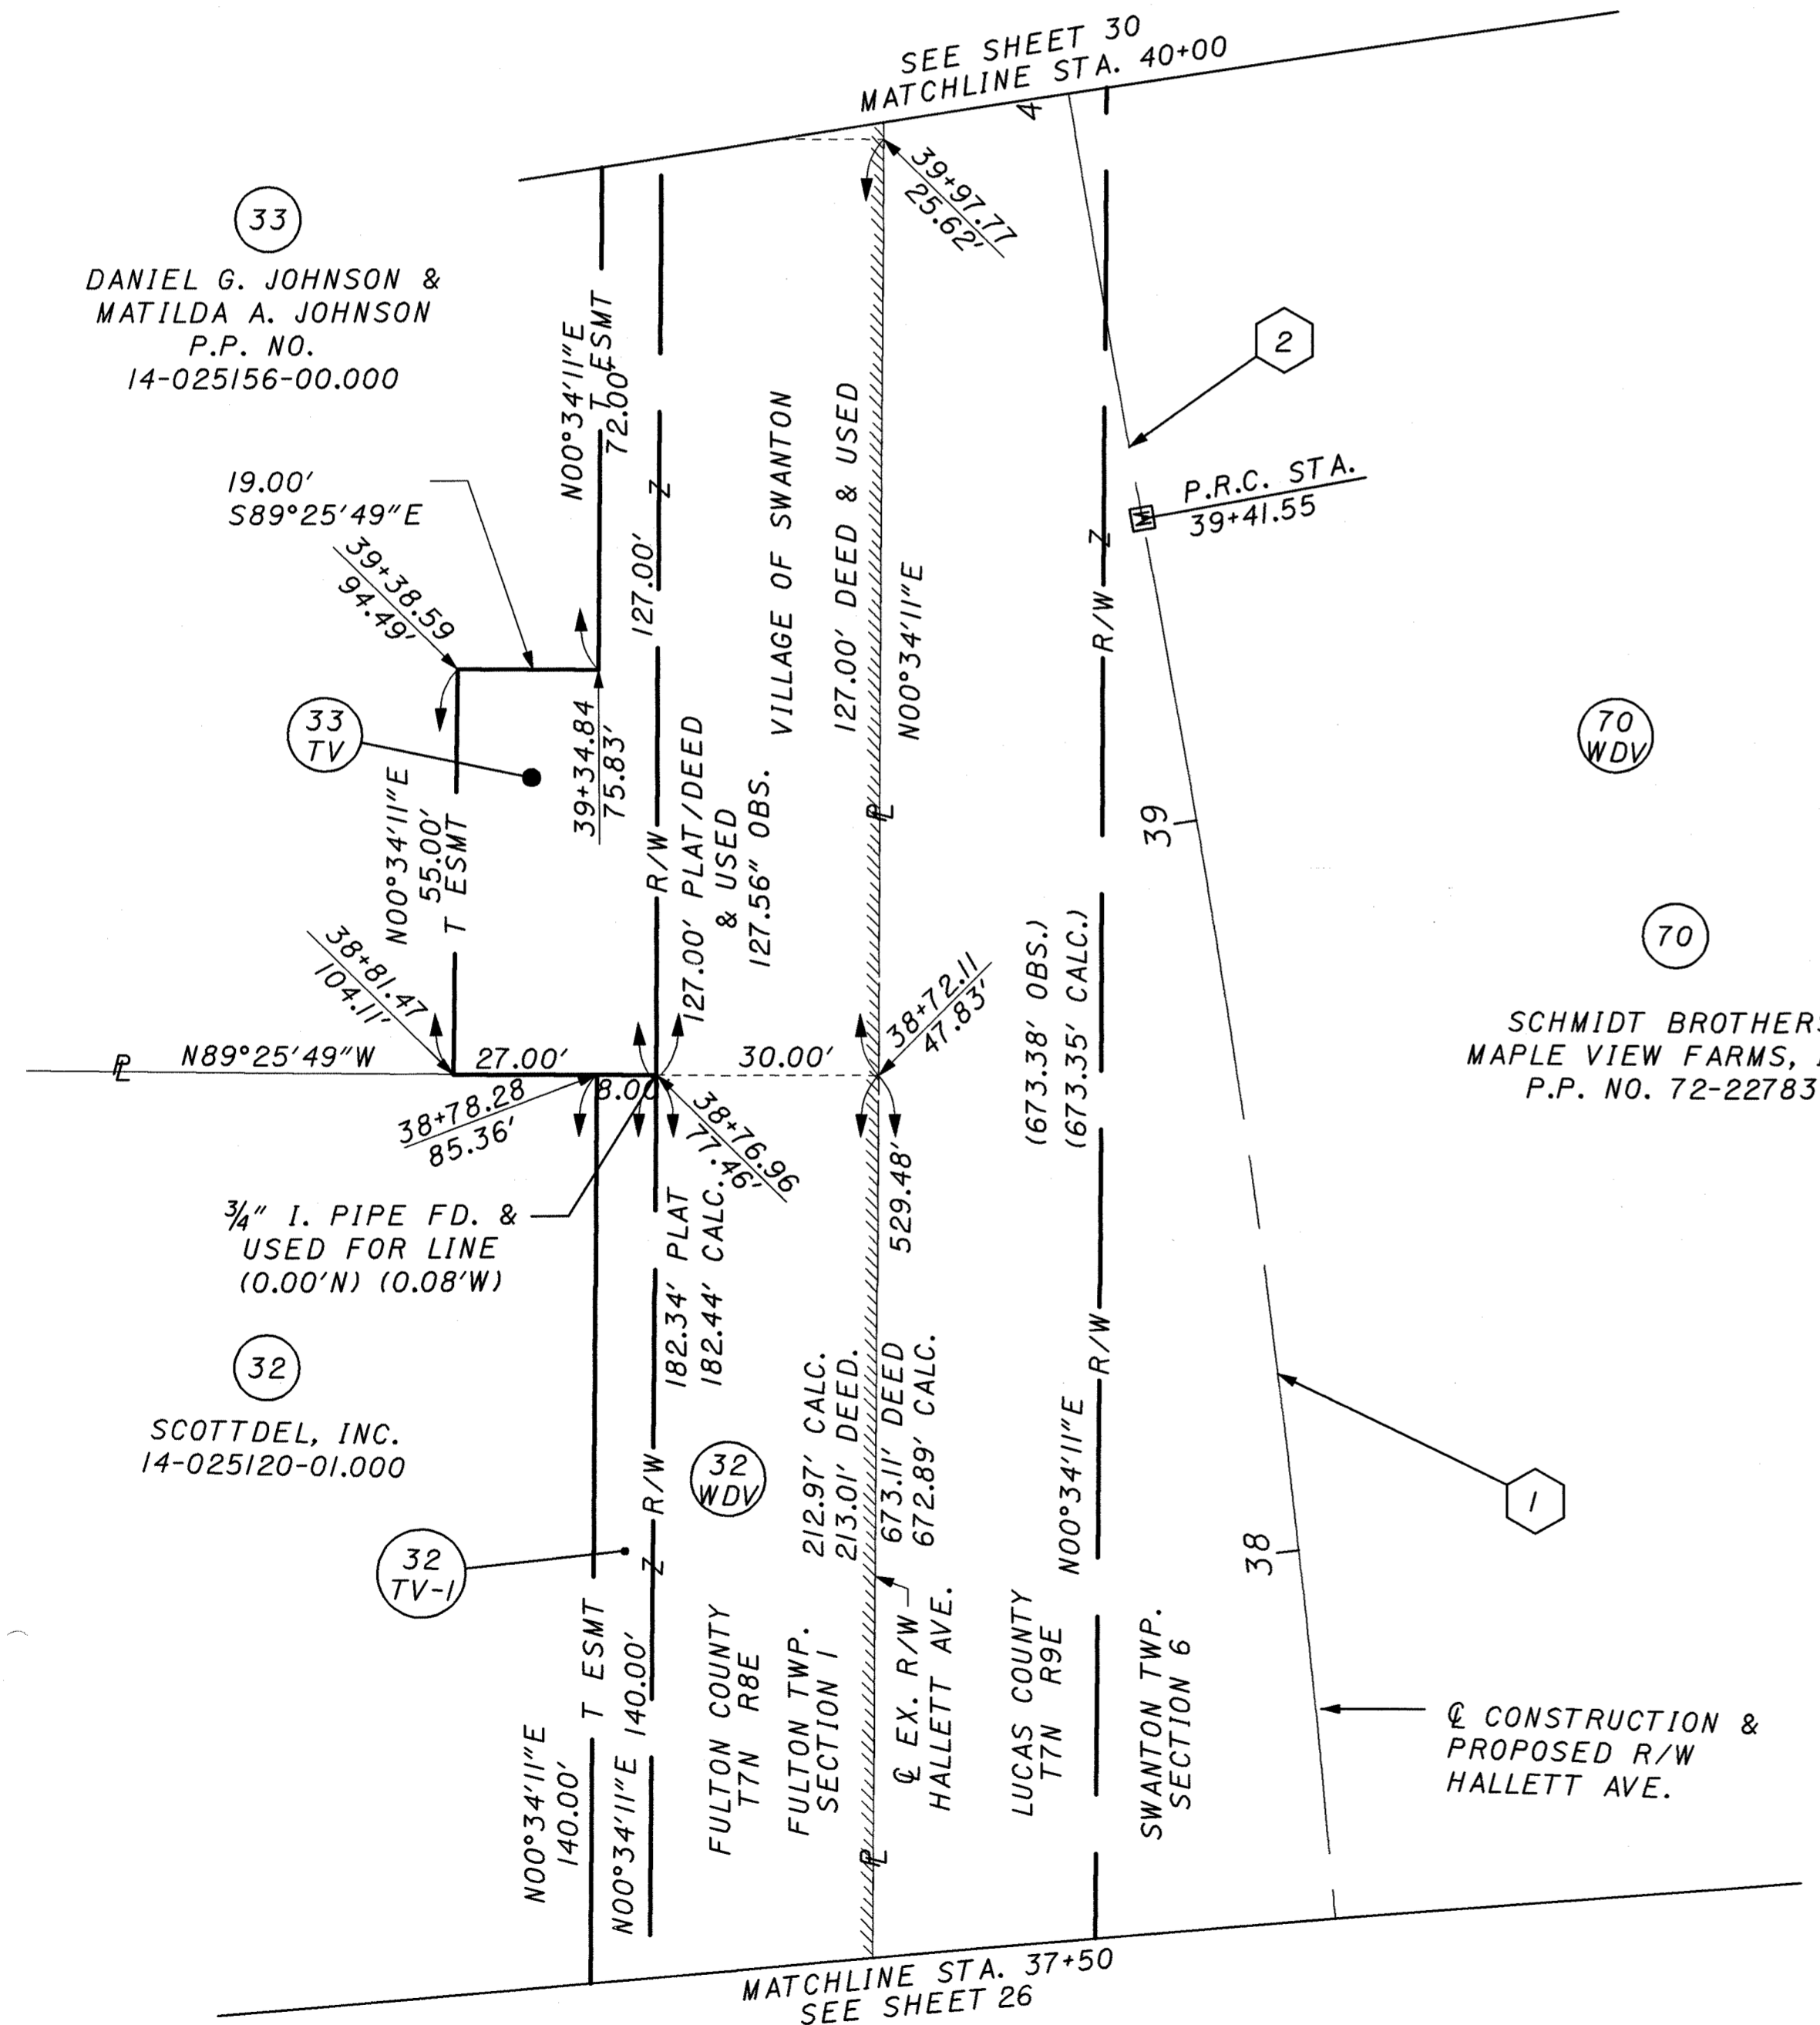 SEE SHEET 30
MATCHLINE STA. 40+00
4
39+97.77
25.62'
33
DANIEL G. JOHNSON &
MATILDA A. JOHNSON
P.P. NO.
14-025156-00.000
N00°34'11"E
T ESMT
72.00'
2
P.R.C. STA.
39+41.55
M
19.00'
S89°25'49"E
39+38.59
94.49'
127.00'
Z
VILLAGE OF SWANTON
127.00' DEED & USED
N00°34'11"E
Z
R/W
33
TV
39+34.84
75.83'
70
WDV
N00°34'11"E
55.00'
T ESMT
R/W
127.00' PLAT/DEED
& USED
127.56" OBS.
PL
39
70
SCHMIDT BROTHERS
MAPLE VIEW FARMS, I
P.P. NO. 72-22783
(673.38' OBS.)
(673.35' CALC.)
38+81.47
104.11'
38+72.11
47.83'
PL
N89°25'49"W
27.00'
30.00'
8.00
38+78.28
85.36'
38+76.96
77.46'
529.48'
3/4" I. PIPE FD. &
USED FOR LINE
(0.00'N) (0.08'W)
182.34' PLAT
182.44' CALC.
32
SCOTTDEL, INC.
14-025120-01.000
32
WDV
212.97' CALC.
213.01' DEED.
673.11' DEED
672.89' CALC.
R/W
N00°34'11"E
1
R/W
Z
38
32
TV-1
T ESMT
N00°34'11"E
140.00'
N00°34'11"E 140.00'
FULTON COUNTY
T7N R8E
FULTON TWP.
SECTION 1
CL EX. R/W
HALLETT AVE.
PL
LUCAS COUNTY
T7N R9E
SWANTON TWP.
SECTION 6
CL CONSTRUCTION &
PROPOSED R/W
HALLETT AVE.
MATCHLINE STA. 37+50
SEE SHEET 26